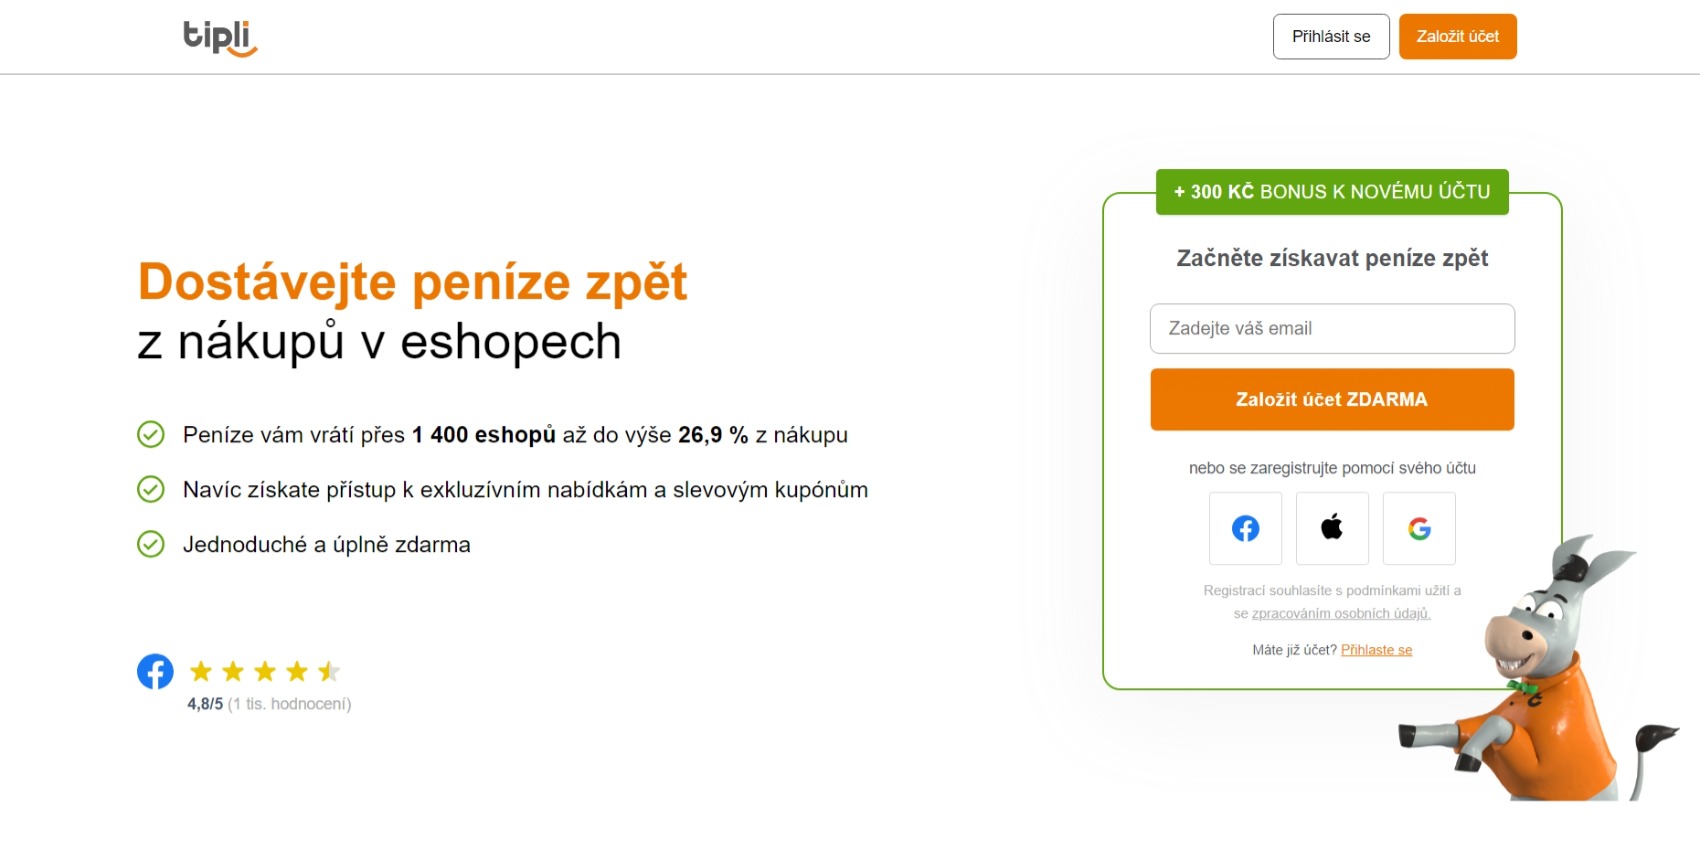 tipli
Přihlásit se
Založit účet
Dostávejte peníze zpět
z nákupů v eshopech
Peníze vám vrátí přes 1 400 eshopů až do výše 26,9 % z nákupu
Navíc získate přístup k exkluzívním nabídkám a slevovým kupónům
Jednoduché a úplně zdarma
4,8/5 (1 tis. hodnocení)
+ 300 KČ BONUS K NOVÉMU ÚČTU
Začněte získavat peníze zpět
Zadejte váš email
Založit účet ZDARMA
nebo se zaregistrujte pomocí svého účtu
Registrací souhlasíte s podmínkami užití a
se zpracováním osobních údajů.
Máte již účet? Přihlaste se